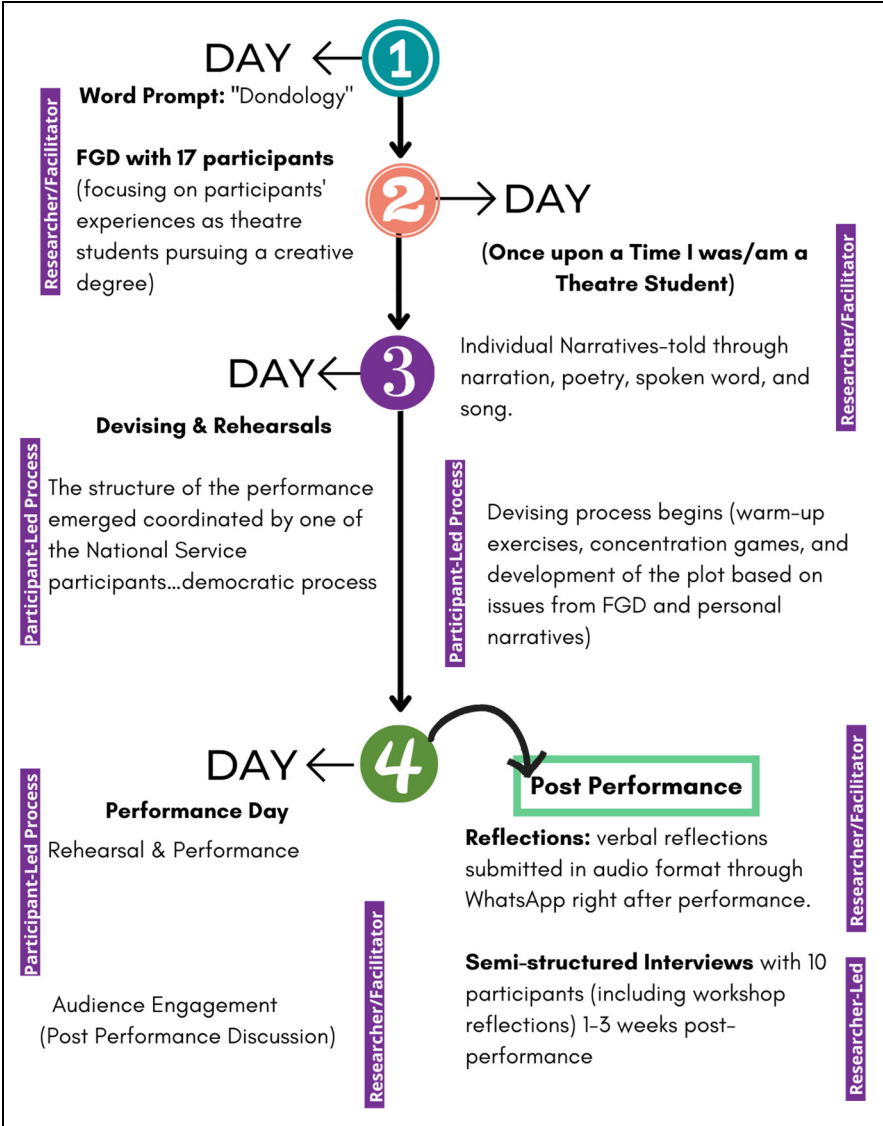 DAY
1
Word Prompt: "Dondology"
Researcher/Facilitator
FGD with 17 participants
(focusing on participants'
experiences as theatre
students pursuing a creative
degree)
2
DAY
(Once upon a Time I was/am a
Theatre Student)
Researcher/Facilitator
Individual Narratives-told through
narration, poetry, spoken word, and
song.
Participant-Led Process
Devising process begins (warm-up
exercises, concentration games, and
development of the plot based on
issues from FGD and personal
narratives)
DAY
3
Devising & Rehearsals
Participant-Led Process
The structure of the performance
emerged coordinated by one of
the National Service
participants...democratic process
DAY
4
Performance Day
Participant-Led Process
Rehearsal & Performance
Researcher/Facilitator
Audience Engagement
(Post Performance Discussion)
Post Performance
Researcher/Facilitator
Reflections: verbal reflections
submitted in audio format through
WhatsApp right after performance.
Researcher-Led
Semi-structured Interviews with 10
participants (including workshop
reflections) 1-3 weeks post-
performance